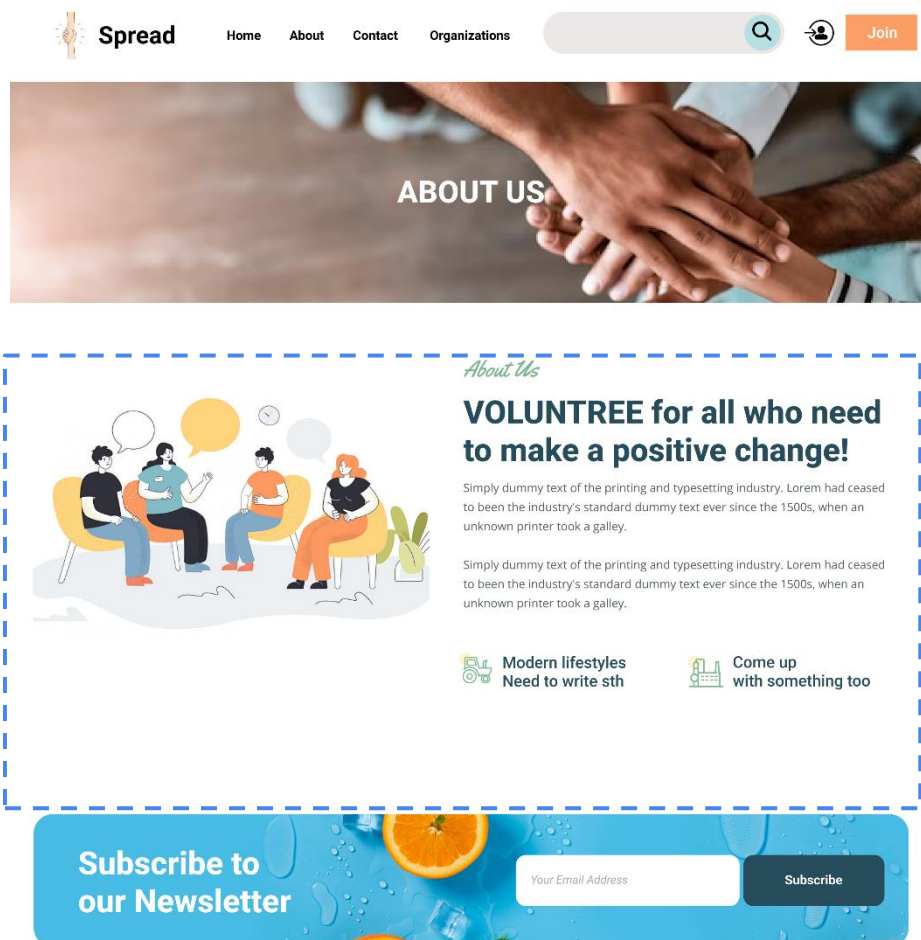 Spread
Home About Contact Organizations
Join
ABOUT US
About Us
VOLUNTREE for all who need
to make a positive change!
Simply dummy text of the printing and typesetting industry. Lorem had ceased
to been the industry's standard dummy text ever since the 1500s, when an
unknown printer took a galley.
Simply dummy text of the printing and typesetting industry. Lorem had ceased
to been the industry's standard dummy text ever since the 1500s, when an
unknown printer took a galley.
Modern lifestyles
Need to write sth
Come up
with something too
Subscribe to
our Newsletter
Your Email Address
Subscribe